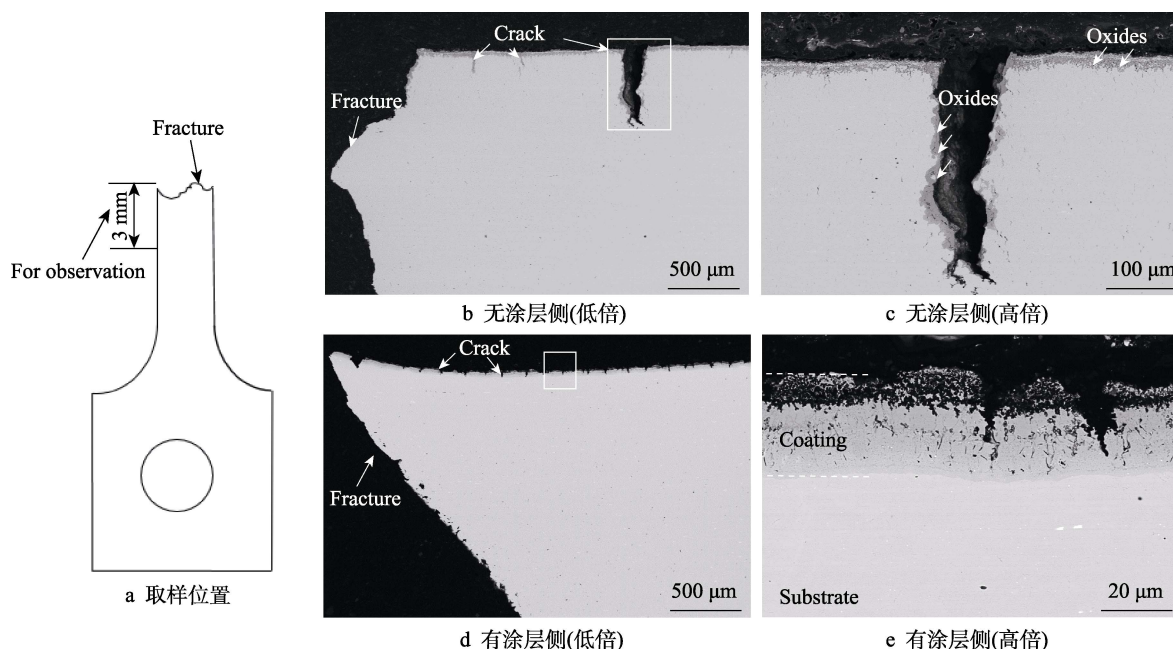 Fracture
3 mm
For observation
a 取样位置
Crack
Fracture
500 μm
b 无涂层侧(低倍)
Oxides
Oxides
100 μm
c 无涂层侧(高倍)
Crack
Fracture
500 μm
d 有涂层侧(低倍)
Coating
Substrate
20 μm
e 有涂层侧(高倍)